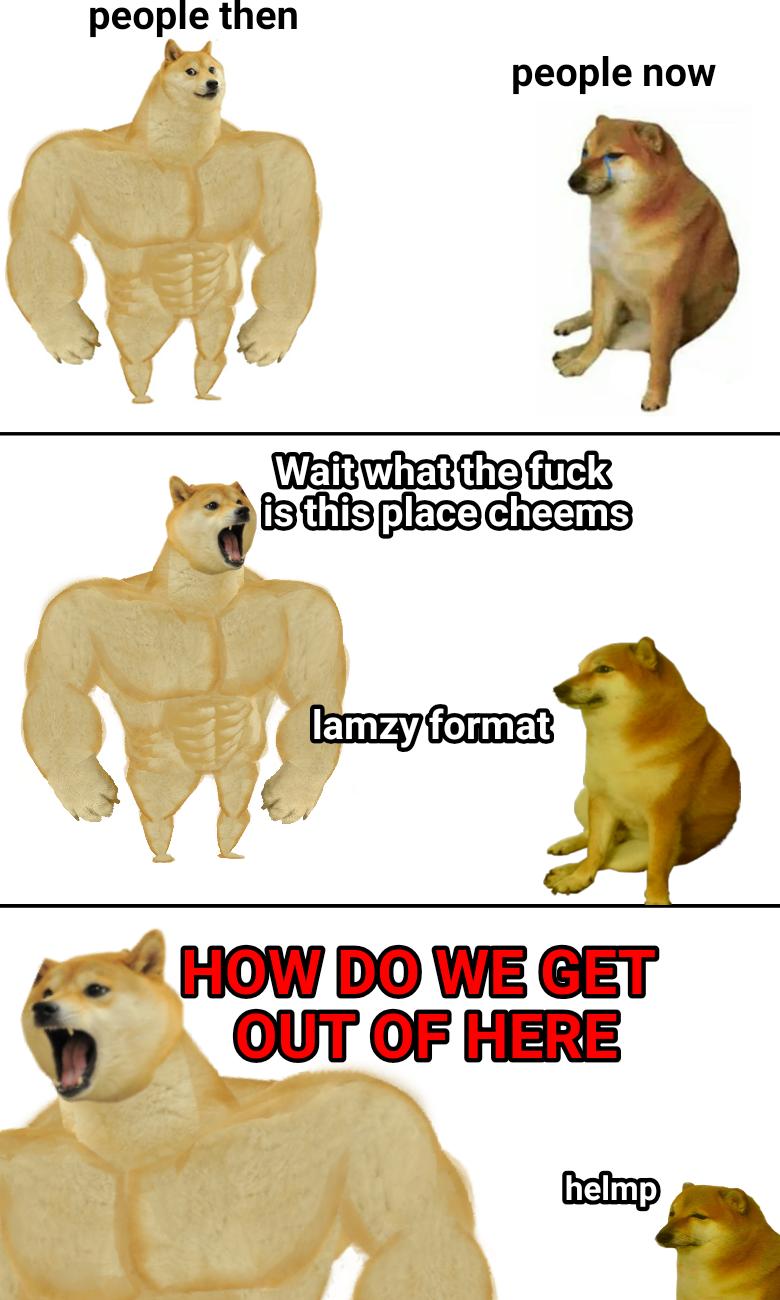 people then
people now
Wait what the fuck
is this place cheems
lamzy format
HOW DO WE GET
OUT OF HERE
helmp